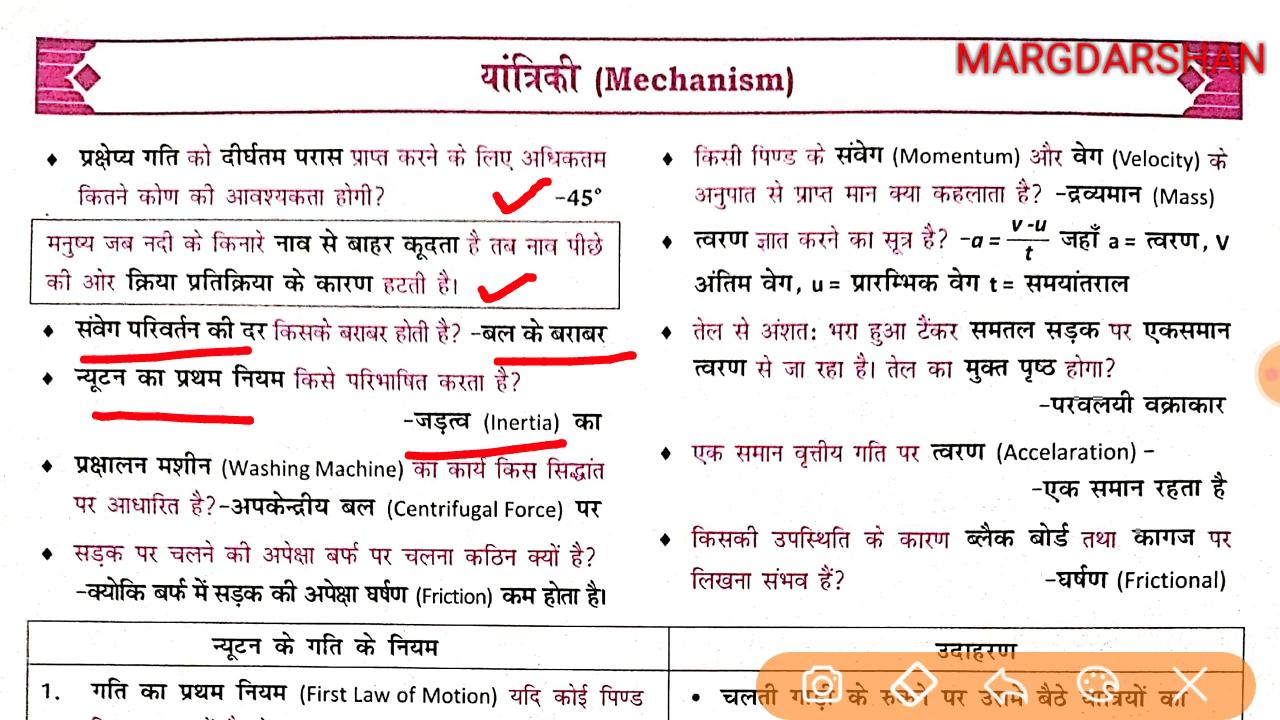 यांत्रिकी (Mechanism)
MARGDARSHAN
♦ प्रक्षेप्य गति को दीर्घतम परास प्राप्त करने के लिए अधिकतम
कितने कोण की आवश्यकता होगी? -45°
मनुष्य जब नदी के किनारे नाव से बाहर कूदता है तब नाव पीछे
की ओर क्रिया प्रतिक्रिया के कारण हटती है।
♦ संवेग परिवर्तन की दर किसके बराबर होती है? -बल के बराबर
♦ न्यूटन का प्रथम नियम किसे परिभाषित करता है?
-जड़त्व (Inertia) का
♦ प्रक्षालन मशीन (Washing Machine) का कार्य किस सिद्धांत
पर आधारित है?-अपकेन्द्रीय बल (Centrifugal Force) पर
♦ सड़क पर चलने की अपेक्षा बर्फ पर चलना कठिन क्यों है?
-क्योकि बर्फ में सड़क की अपेक्षा घर्षण (Friction) कम होता है।
♦ किसी पिण्ड के संवेग (Momentum) और वेग (Velocity) के
अनुपात से प्राप्त मान क्या कहलाता है? -द्रव्यमान (Mass)
♦ त्वरण ज्ञात करने का सूत्र है? -a = (v -u)/t जहाँ a = त्वरण, V
अंतिम वेग, u = प्रारम्भिक वेग t = समयांतराल
♦ तेल से अंशतः भरा हुआ टैंकर समतल सड़क पर एकसमान
त्वरण से जा रहा है। तेल का मुक्त पृष्ठ होगा?
-परवलयी वक्राकार
♦ एक समान वृत्तीय गति पर त्वरण (Accelaration) -
-एक समान रहता है
♦ किसकी उपस्थिति के कारण ब्लैक बोर्ड तथा कागज पर
लिखना संभव हैं? -घर्षण (Frictional)
न्यूटन के गति के नियम
उदाहरण
1. गति का प्रथम नियम (First Law of Motion) यदि कोई पिण्ड
• चलती गाड़ी के रुकने पर उसमें बैठे यात्रियों का